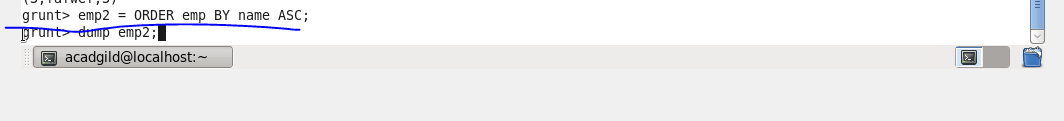 grunt> emp2 = ORDER emp BY name ASC;
grunt> dump emp2;
acadgild@localhost:~